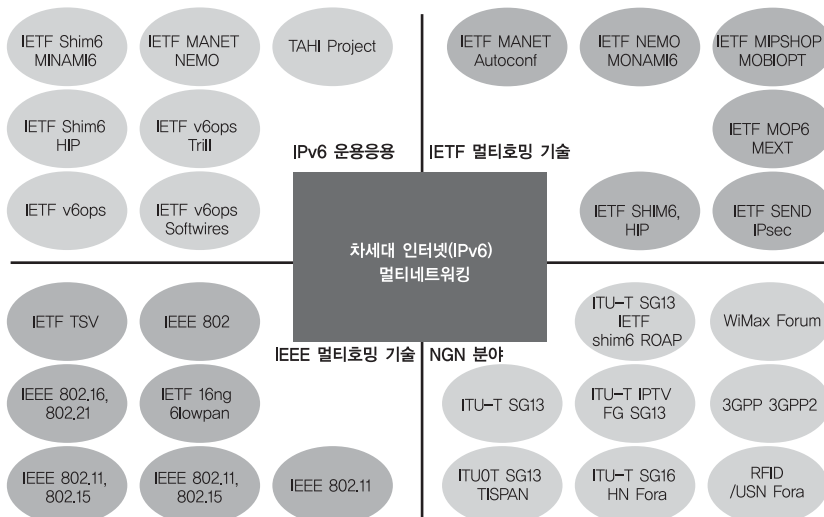 IETF Shim6
MINAMI6
IETF MANET
NEMO
TAHI Project
IETF Shim6
HIP
IETF v6ops
Trill
IETF v6ops
IETF v6ops
Softwires
IPv6 운용응용
IETF MANET
Autoconf
IETF NEMO
MONAMI6
IETF MIPSHOP
MOBIOPT
IETF MOP6
MEXT
IETF SHIM6,
HIP
IETF SEND
IPsec
IETF 멀티호밍 기술
차세대 인터넷(IPv6)
멀티네트워킹
IEEE 멀티호밍 기술
IETF TSV
IEEE 802
IEEE 802.16,
802.21
IETF 16ng
6lowpan
IEEE 802.11,
802.15
IEEE 802.11,
802.15
IEEE 802.11
NGN 분야
ITU-T SG13
IETF
shim6 ROAP
WiMax Forum
ITU-T SG13
ITU-T IPTV
FG SG13
3GPP 3GPP2
ITU0T SG13
TISPAN
ITU-T SG16
HN Fora
RFID
/USN Fora